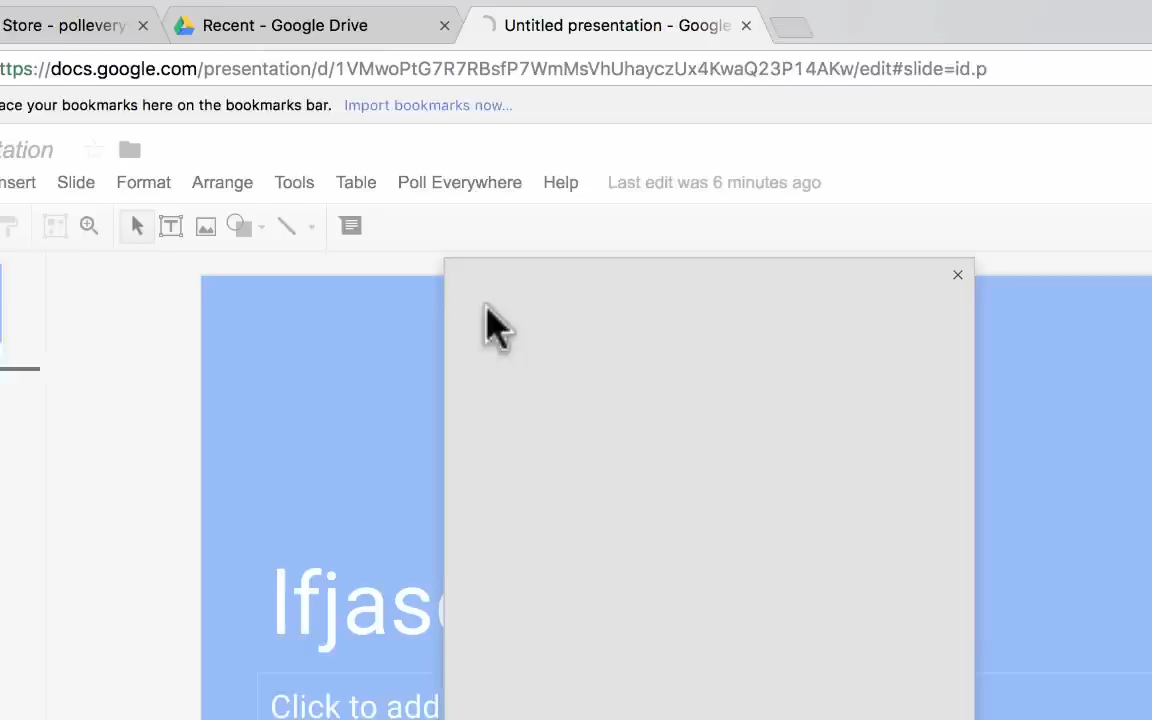 Store - pollevery
Recent - Google Drive
Untitled presentation - Google
ttps://docs.google.com/presentation/d/1VMwoPtG7R7RBsfP7WmMsVhUhayczUx4KwaQ23P14AKw/edit#slide=id.p
ace your bookmarks here on the bookmarks bar. Import bookmarks now...
tation
nsert Slide Format Arrange Tools Table Poll Everywhere Help Last edit was 6 minutes ago
lfjas
Click to add